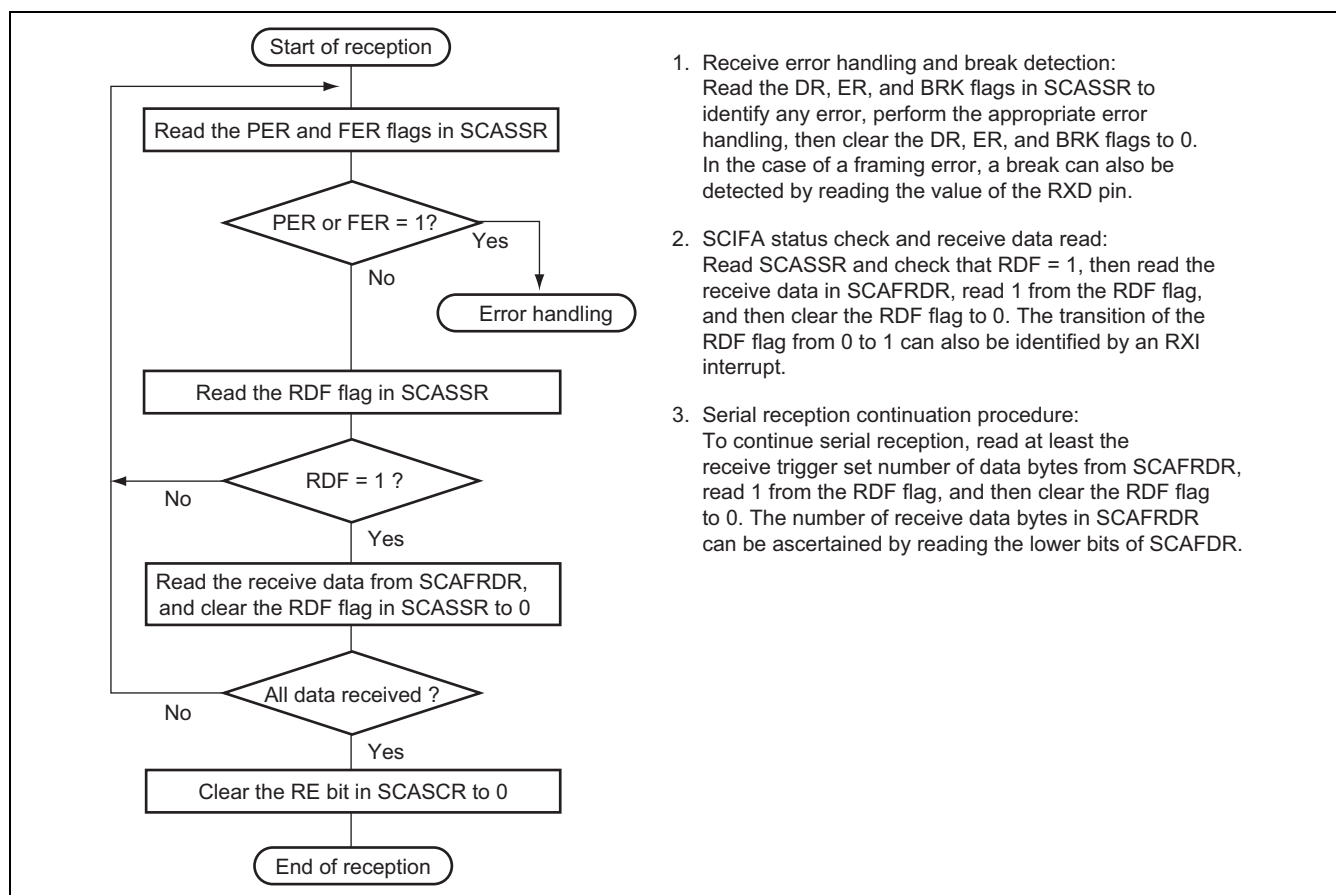 Start of reception
Read the PER and FER flags in SCASSR
PER or FER = 1?
Yes
No
Error handling
Read the RDF flag in SCASSR
RDF = 1 ?
No
Yes
Read the receive data from SCAFRDR,
and clear the RDF flag in SCASSR to 0
All data received ?
No
Yes
Clear the RE bit in SCASCR to 0
End of reception
1. Receive error handling and break detection:
Read the DR, ER, and BRK flags in SCASSR to
identify any error, perform the appropriate error
handling, then clear the DR, ER, and BRK flags to 0.
In the case of a framing error, a break can also be
detected by reading the value of the RXD pin.
2. SCIFA status check and receive data read:
Read SCASSR and check that RDF = 1, then read the
receive data in SCAFRDR, read 1 from the RDF flag,
and then clear the RDF flag to 0. The transition of the
RDF flag from 0 to 1 can also be identified by an RXI
interrupt.
3. Serial reception continuation procedure:
To continue serial reception, read at least the
receive trigger set number of data bytes from SCAFRDR,
read 1 from the RDF flag, and then clear the RDF flag
to 0. The number of receive data bytes in SCAFRDR
can be ascertained by reading the lower bits of SCAFDR.